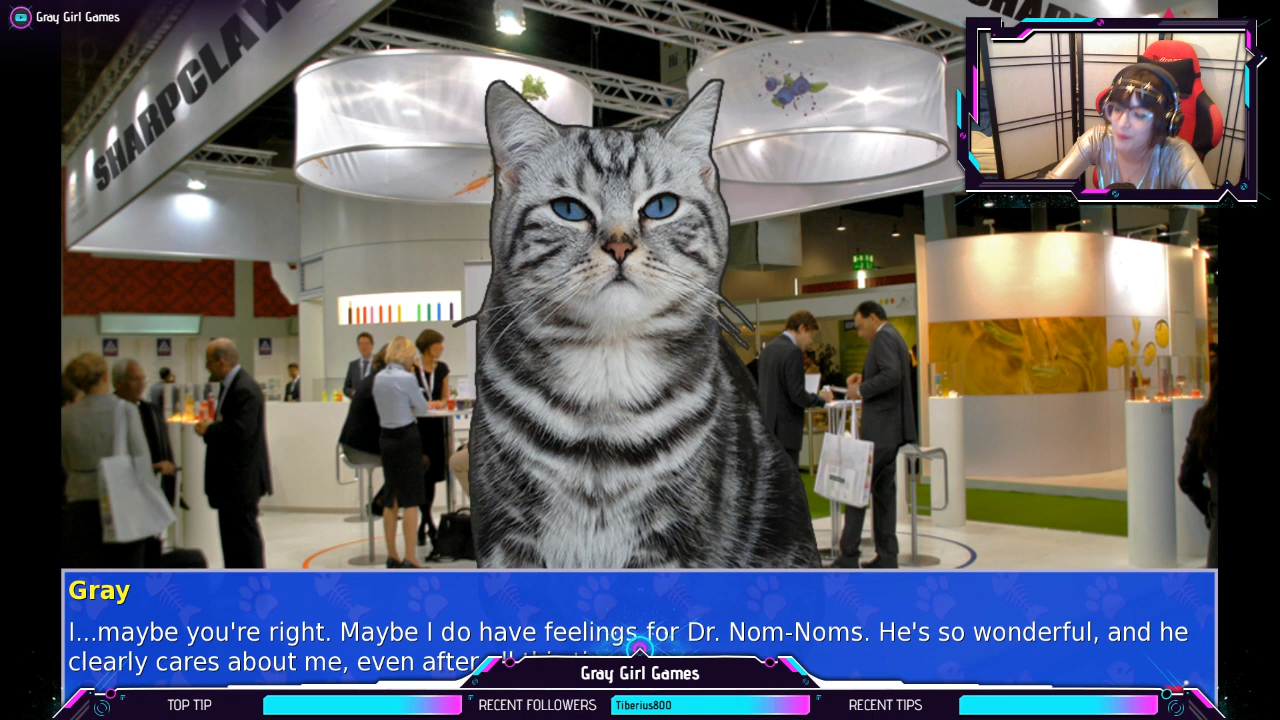 Gray Girl Games
SHARPCLAW
SHARP
Gray
I...maybe you're right. Maybe I do have feelings for Dr. Nom-Noms. He's so wonderful, and he
clearly cares about me, even after
Gray Girl Games
TOP TIP
RECENT FOLLOWERS
Tiberius800
RECENT TIPS